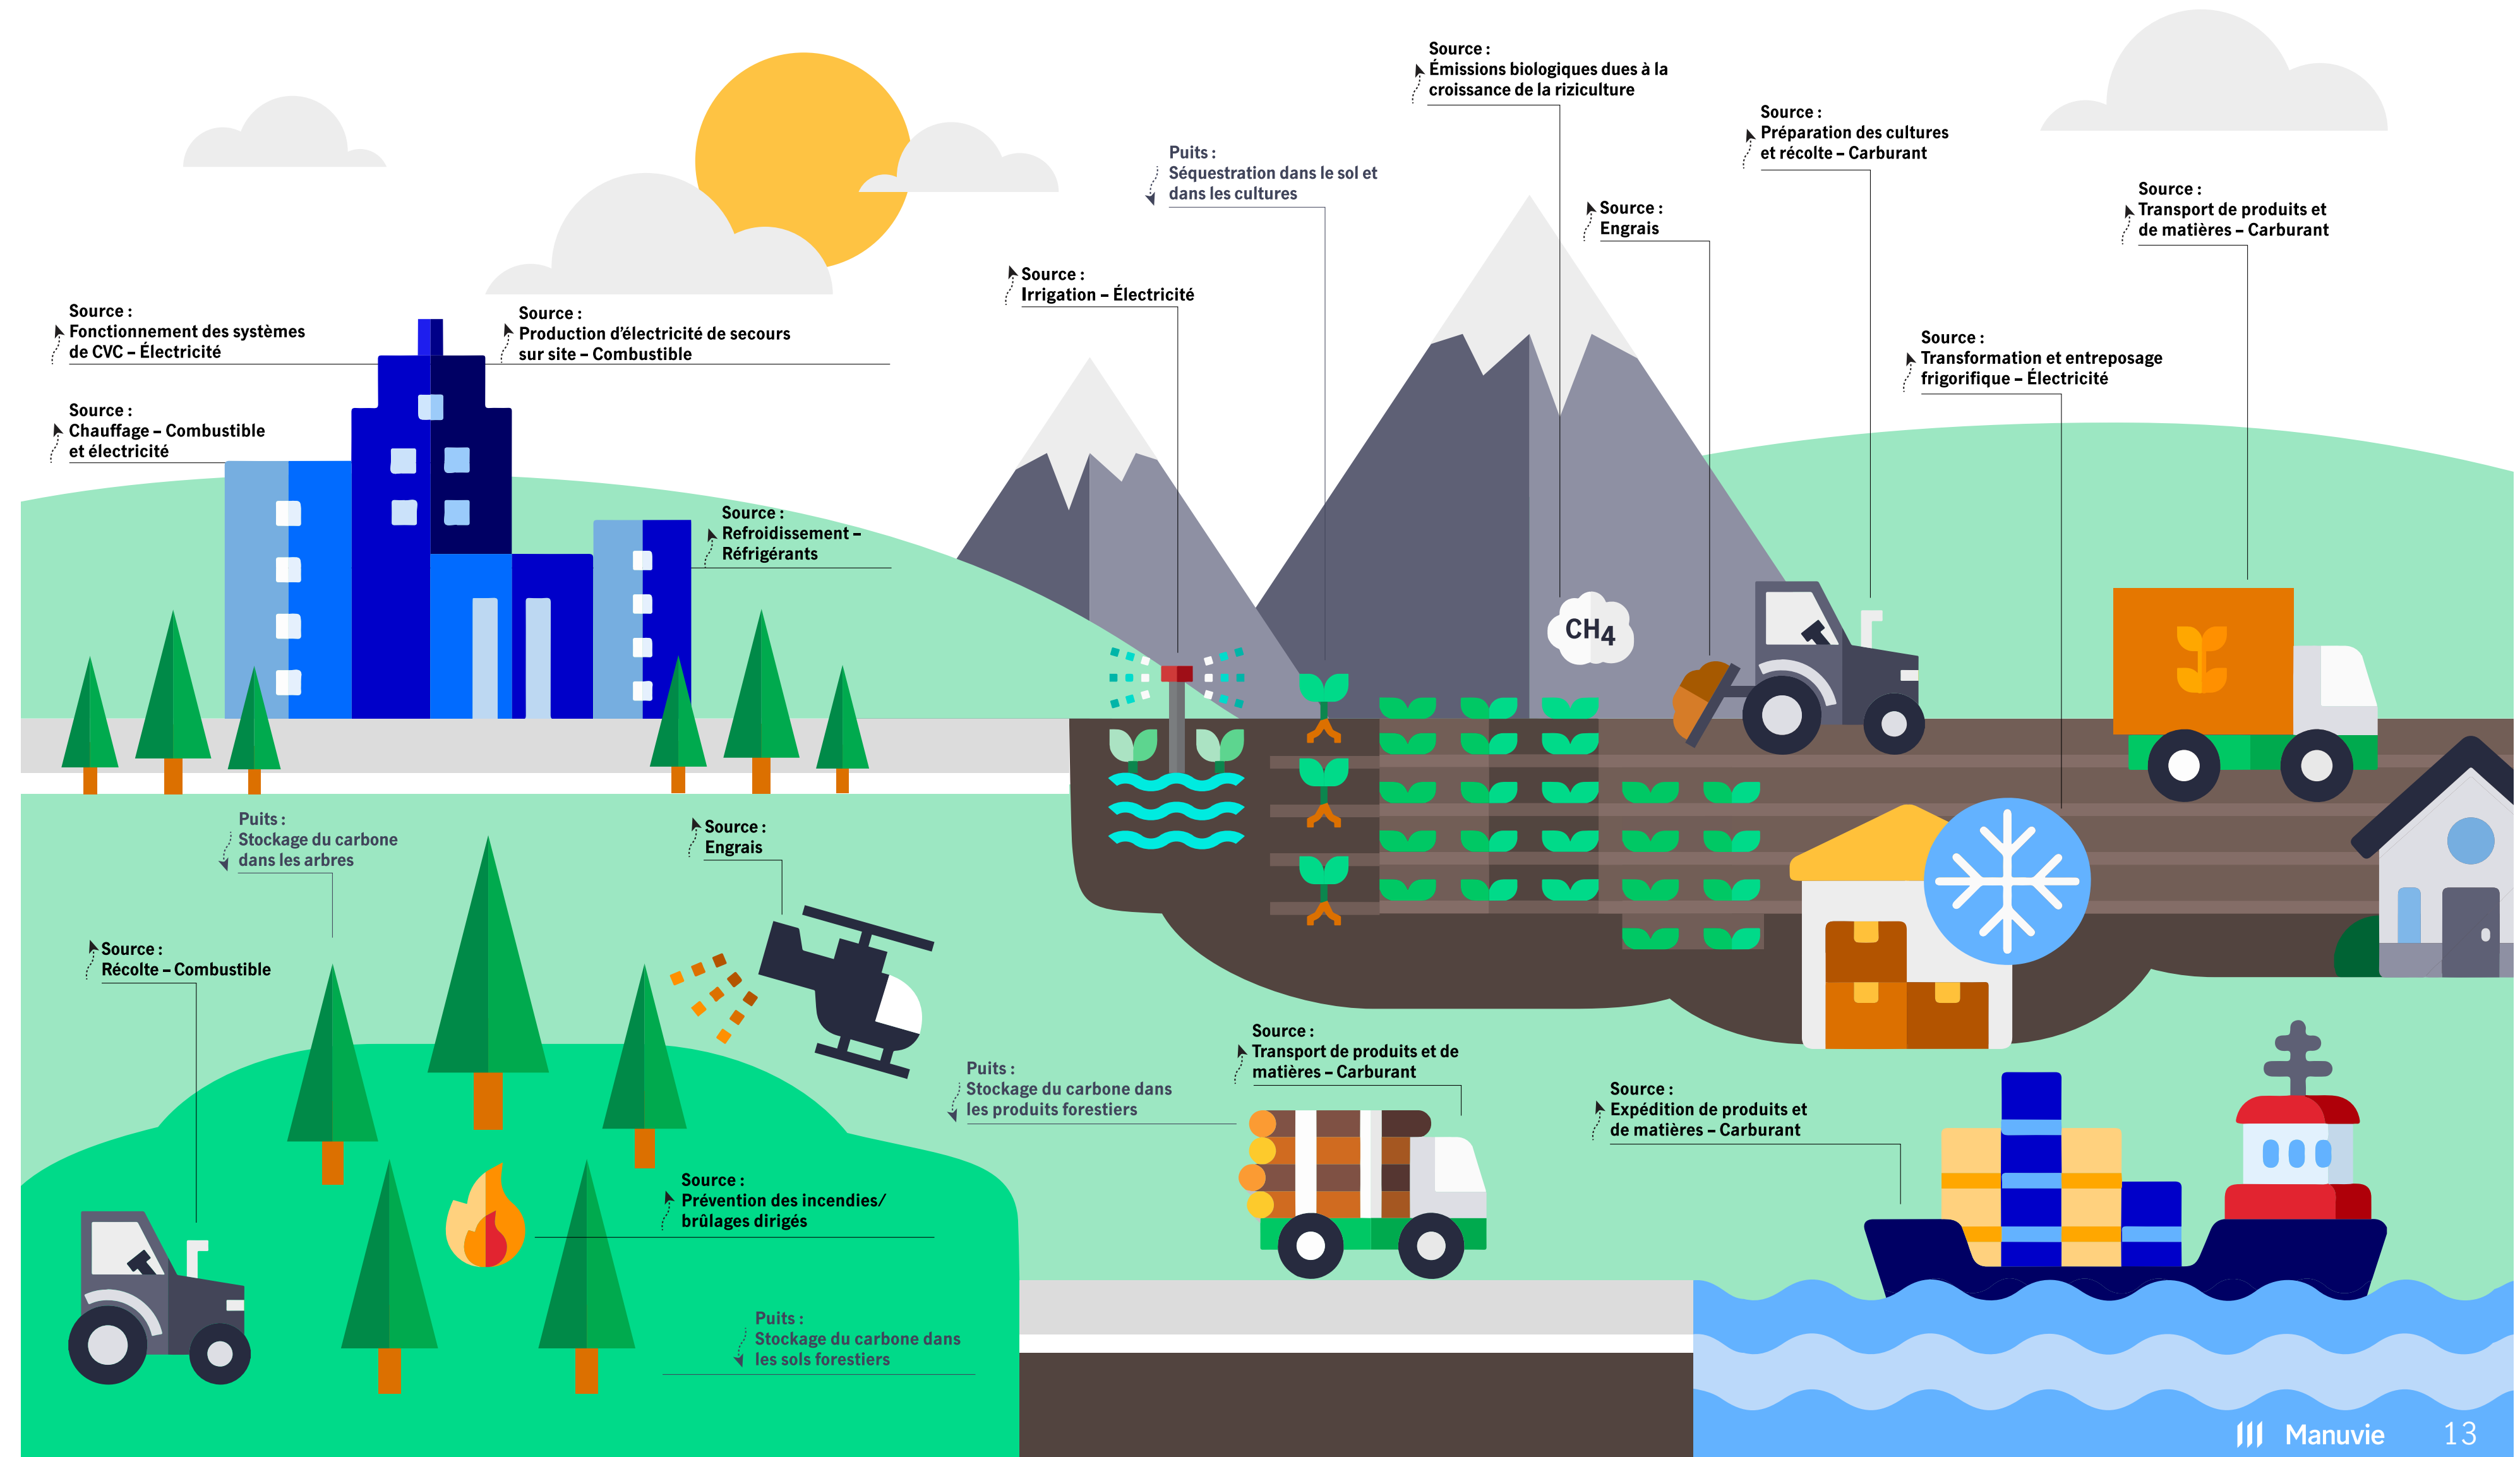 Source :
Émissions biologiques dues à la
croissance de la riziculture
Source :
Préparation des cultures
et récolte – Carburant
Puits :
Séquestration dans le sol et
dans les cultures
Source :
Transport de produits et
de matières – Carburant
Source :
Engrais
Source :
Irrigation – Électricité
Source :
Fonctionnement des systèmes
de CVC – Électricité
Source :
Production d’électricité de secours
sur site – Combustible
Source :
Transformation et entreposage
frigorifique – Électricité
Source :
Chauffage – Combustible
et électricité
Source :
Refroidissement –
Réfrigérants
CH4
Puits :
Stockage du carbone
dans les arbres
Source :
Engrais
Source :
Récolte – Combustible
Source :
Transport de produits et de
matières – Carburant
Puits :
Stockage du carbone dans
les produits forestiers
Source :
Expédition de produits et
de matières – Carburant
Source :
Prévention des incendies/
brûlages dirigés
Puits :
Stockage du carbone dans
les sols forestiers
Manuvie 13